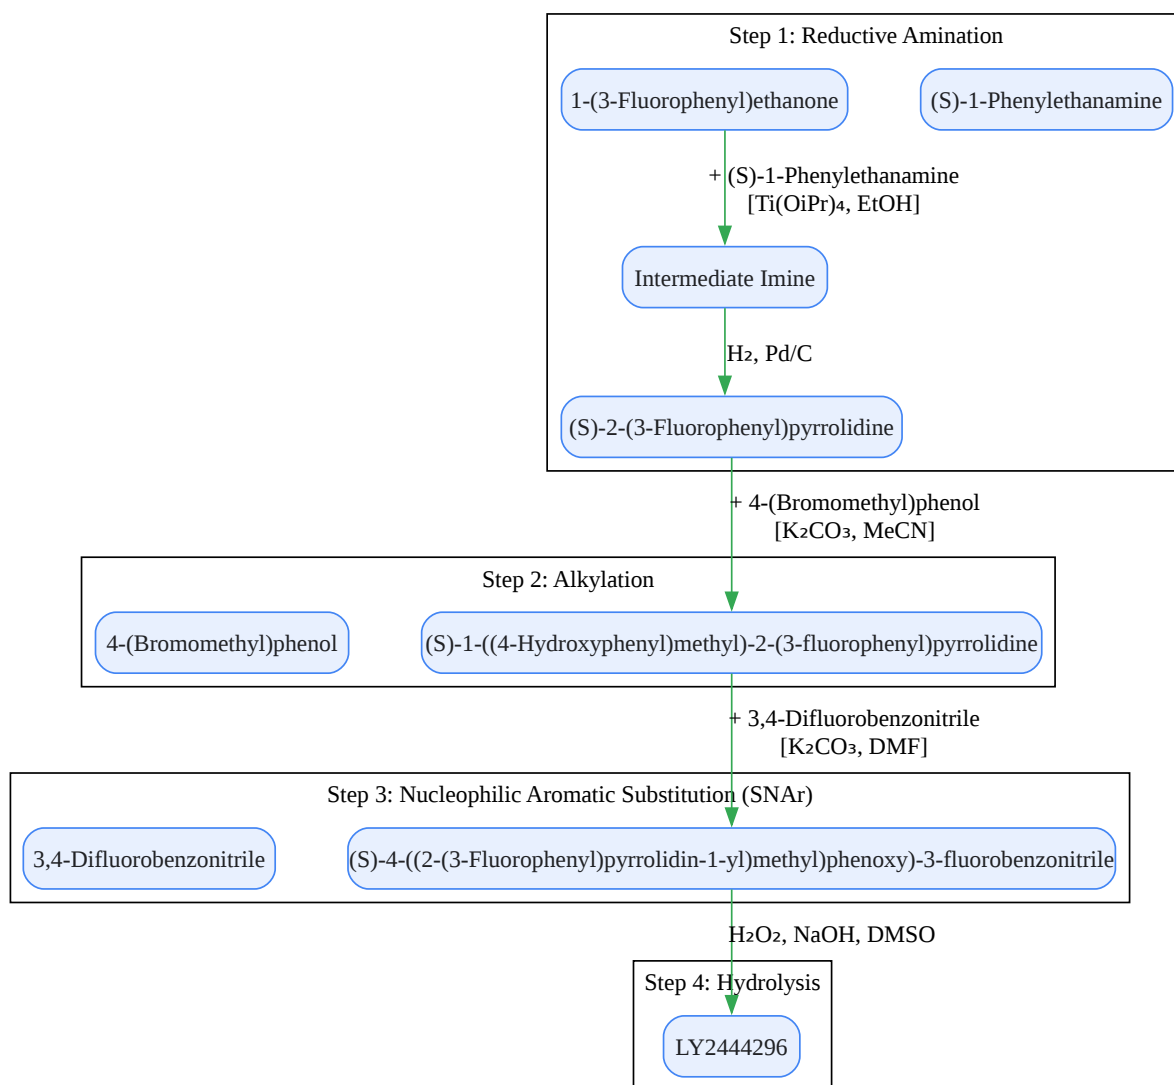 Step 1: Reductive Amination
1-(3-Fluorophenyl)ethanone
(S)-1-Phenylethanamine
+ (S)-1-Phenylethanamine
[Ti(OiPr)₄, EtOH]
Intermediate Imine
H₂, Pd/C
(S)-2-(3-Fluorophenyl)pyrrolidine
+ 4-(Bromomethyl)phenol
[K₂CO₃, MeCN]
Step 2: Alkylation
4-(Bromomethyl)phenol
(S)-1-((4-Hydroxyphenyl)methyl)-2-(3-fluorophenyl)pyrrolidine
+ 3,4-Difluorobenzonitrile
[K₂CO₃, DMF]
Step 3: Nucleophilic Aromatic Substitution (SNAr)
3,4-Difluorobenzonitrile
(S)-4-((2-(3-Fluorophenyl)pyrrolidin-1-yl)methyl)phenoxy)-3-fluorobenzonitrile
H₂O₂, NaOH, DMSO
Step 4: Hydrolysis
LY2444296